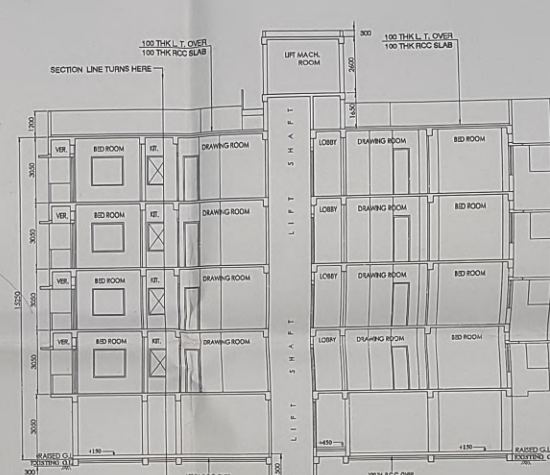 100 THK L. T. OVER
100 THK RCC SLAB
300
100 THK L. T. OVER
100 THK RCC SLAB
LIFT MACH.
ROOM
2600
SECTION LINE TURNS HERE
1650
1200
VER.
BED ROOM
KIT.
DRAWING ROOM
LOBBY
DRAWING ROOM
BED ROOM
3050
LIFT SHAFT
VER.
BED ROOM
KIT.
DRAWING ROOM
LOBBY
DRAWING ROOM
BED ROOM
3050
15250
VER.
BED ROOM
KIT.
DRAWING ROOM
LOBBY
DRAWING ROOM
BED ROOM
3050
LIFT SHAFT
VER.
BED ROOM
KIT.
DRAWING ROOM
LOBBY
DRAWING ROOM
BED ROOM
3050
3050
+150
+450
+150
RAISED G.L
EXISTING G.L
RAISED G
EXISTING G
300
300